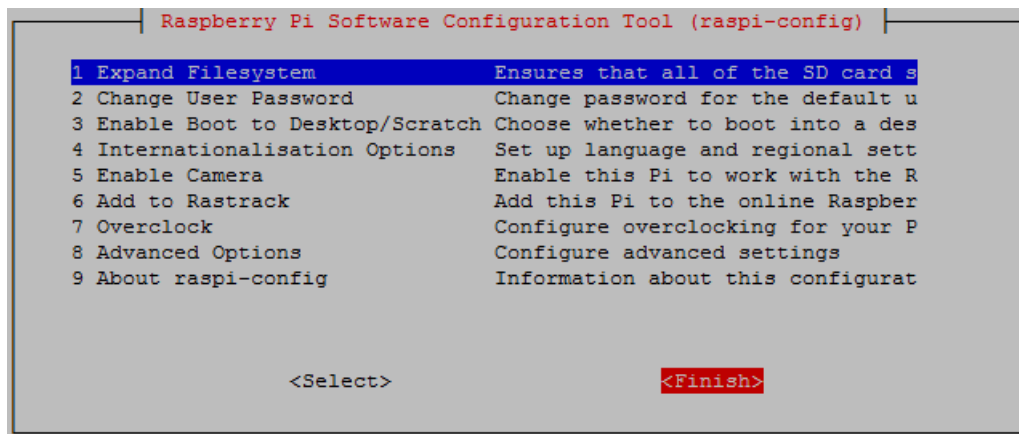 Raspberry Pi Software Configuration Tool (raspi-config)
1 Expand Filesystem Ensures that all of the SD card s
2 Change User Password Change password for the default u
3 Enable Boot to Desktop/Scratch Choose whether to boot into a des
4 Internationalisation Options Set up language and regional sett
5 Enable Camera Enable this Pi to work with the R
6 Add to Rastrack Add this Pi to the online Raspber
7 Overclock Configure overclocking for your P
8 Advanced Options Configure advanced settings
9 About raspi-config Information about this configurat
<Select> <Finish>